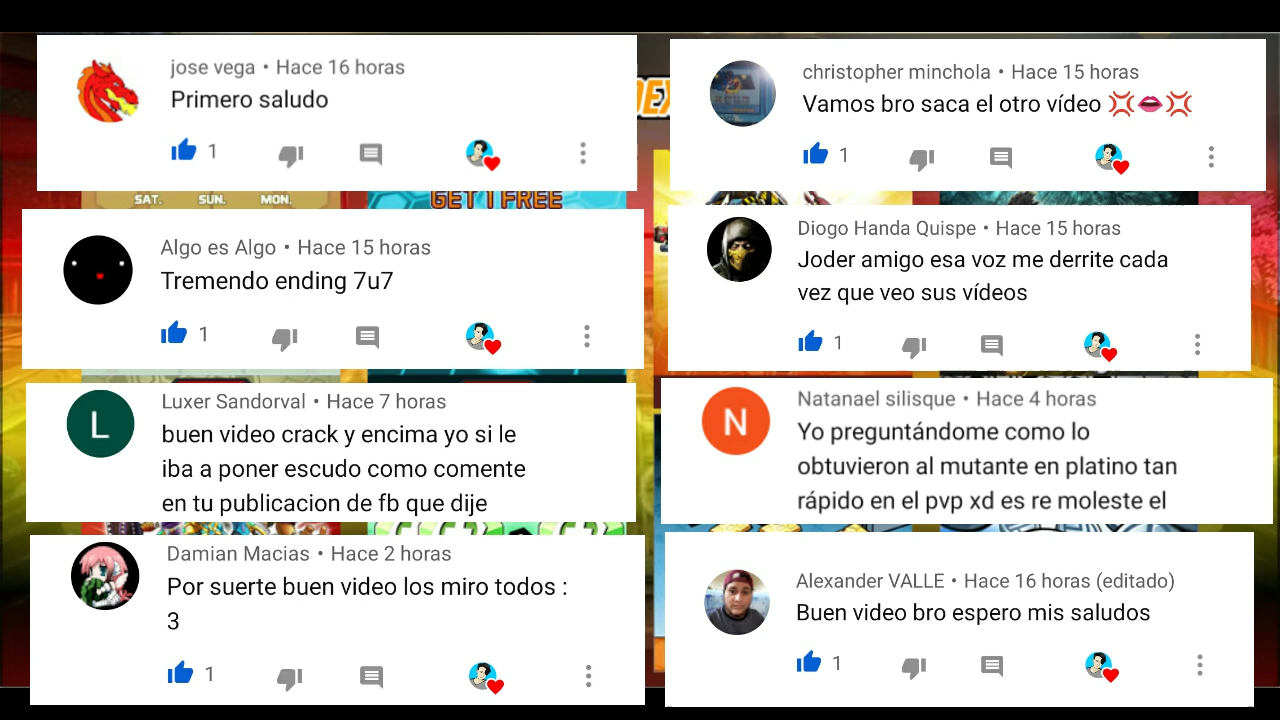 jose vega • Hace 16 horas
Primero saludo
1
Algo es Algo • Hace 15 horas
Tremendo ending 7u7
1
L
Luxer Sandorval • Hace 7 horas
buen video crack y encima yo si le
iba a poner escudo como comente
en tu publicacion de fb que dije
Damian Macias • Hace 2 horas
Por suerte buen video los miro todos :
3
1
christopher minchola • Hace 15 horas
Vamos bro saca el otro vídeo 💢👄💢
1
Diogo Handa Quispe • Hace 15 horas
Joder amigo esa voz me derrite cada
vez que veo sus vídeos
1
N
Natanael silisque • Hace 4 horas
Yo preguntándome como lo
obtuvieron al mutante en platino tan
rápido en el pvp xd es re moleste el
Alexander VALLE • Hace 16 horas (editado)
Buen video bro espero mis saludos
1
SAT. SUN. MON.
GET 1 FREE